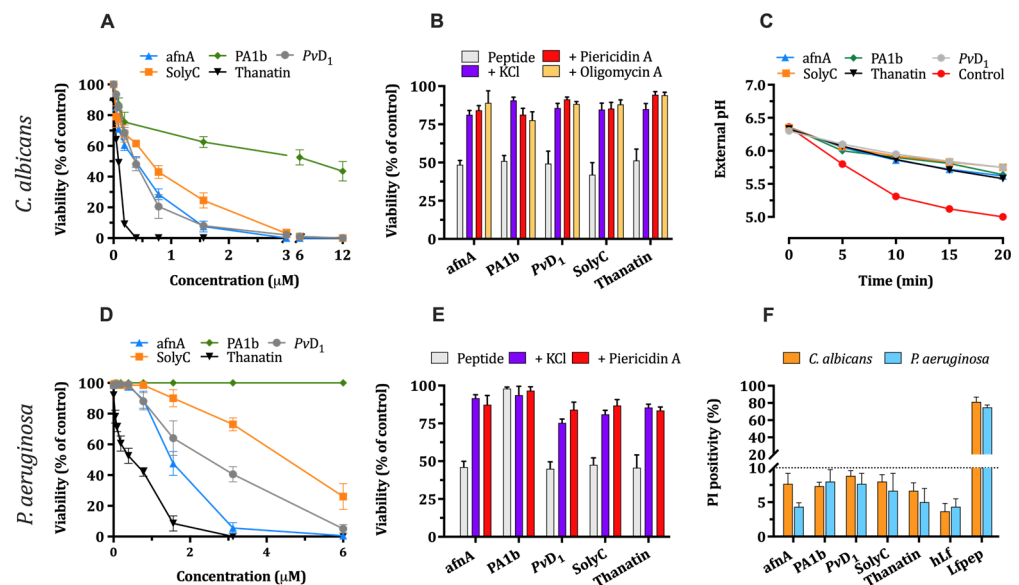 A
afnA PA1b PvD1
SolyC Thanatin
C. albicans
Viability (% of control)
100
80
60
40
20
0
0 1 2 3 6 12
Concentration (μM)
B
Peptide + Piericidin A
+ KCl + Oligomycin A
Viability (% of control)
100
75
50
25
0
afnA PA1b PvD1 SolyC Thanatin
C
afnA PA1b PvD1
SolyC Thanatin Control
External pH
7.0
6.5
6.0
5.5
5.0
0 5 10 15 20
Time (min)
D
afnA PA1b PvD1
SolyC Thanatin
P. aeruginosa
Viability (% of control)
100
80
60
40
20
0
0 2 4 6
Concentration (μM)
E
Peptide + KCl + Piericidin A
Viability (% of control)
100
75
50
25
0
afnA PA1b PvD1 SolyC Thanatin
F
C. albicans P. aeruginosa
PI positivity (%)
100
80
60
40
20
10
5
0
afnA PA1b PvD1 SolyC Thanatin hLf Lfpep